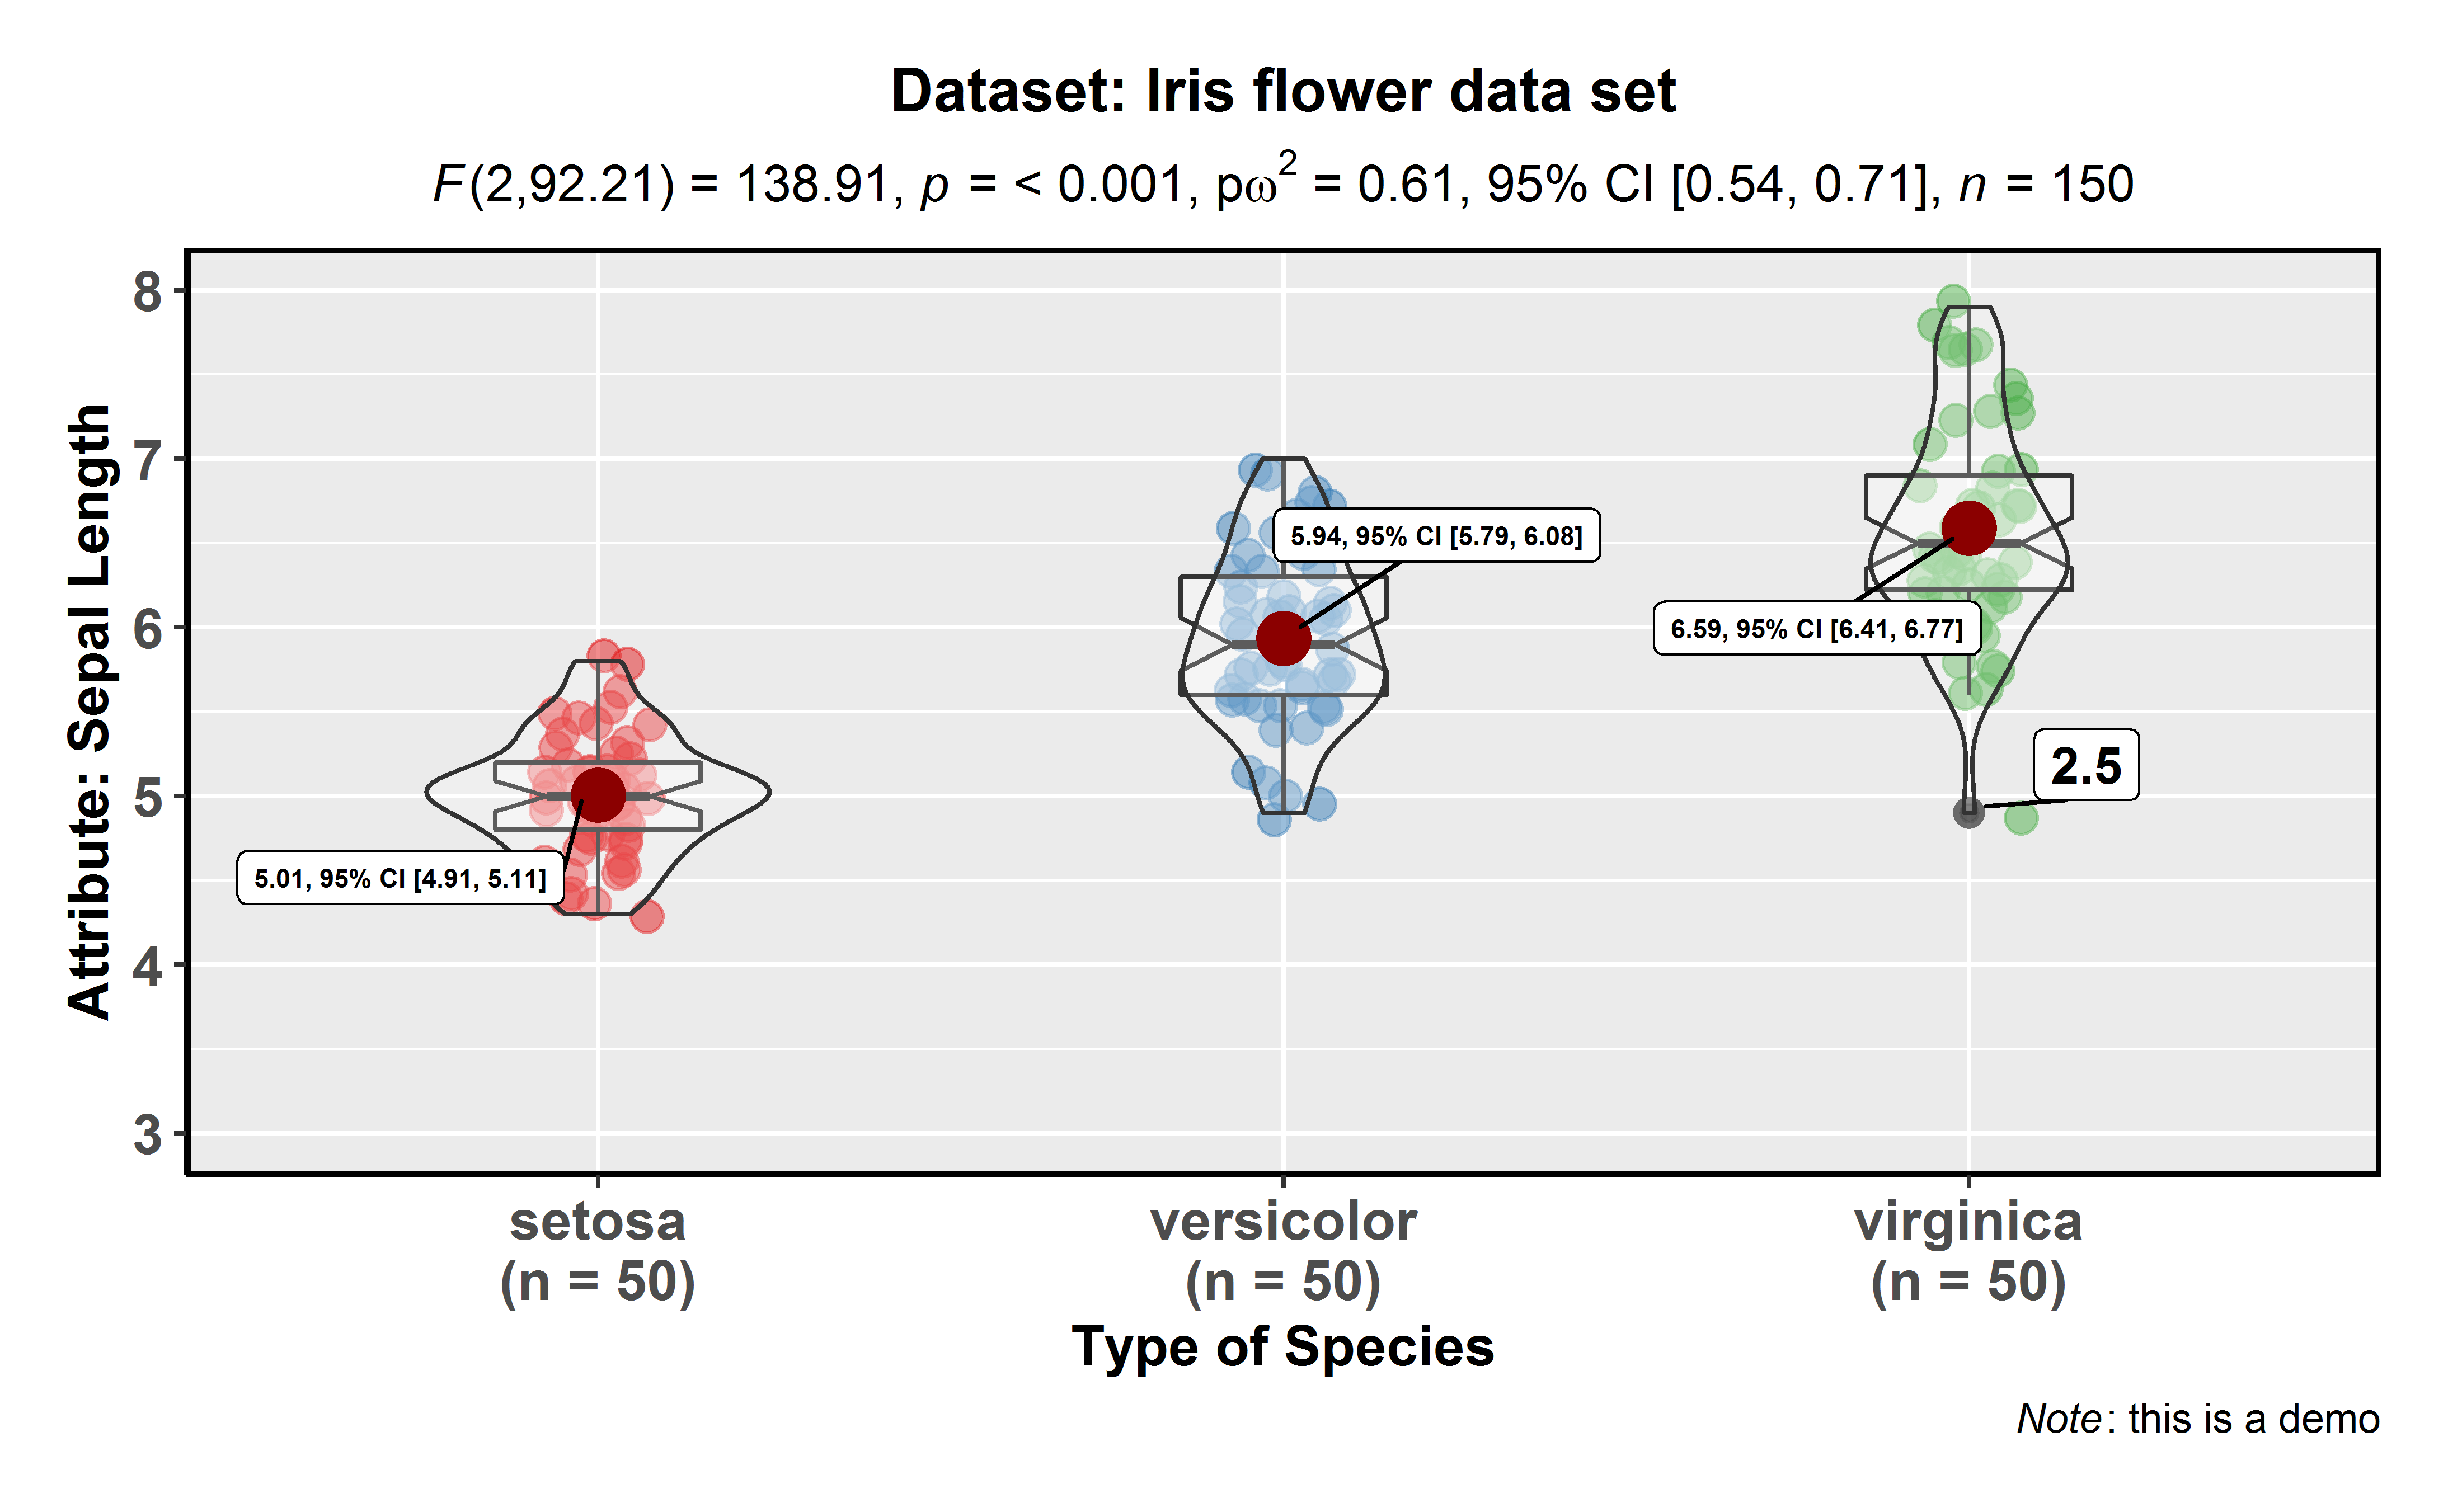 Dataset: Iris flower data set
F(2,92.21) = 138.91, p = < 0.001, pω² = 0.61, 95% CI [0.54, 0.71], n = 150
Attribute: Sepal Length
8
7
6
5
4
3
5.01, 95% CI [4.91, 5.11]
5.94, 95% CI [5.79, 6.08]
6.59, 95% CI [6.41, 6.77]
2.5
setosa
(n = 50)
versicolor
(n = 50)
virginica
(n = 50)
Type of Species
Note: this is a demo